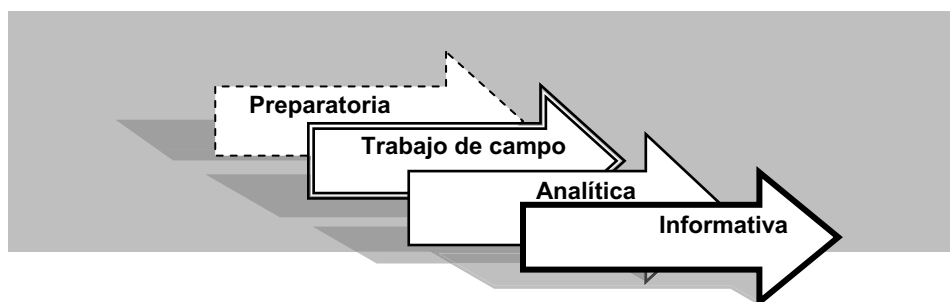 Preparatoria
Trabajo de campo
Analítica
Informativa